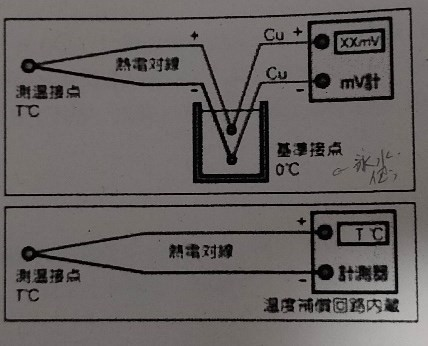 + Cu +
XXmV
熱電対線
Cu
- -
mV計
測温接点
T℃
基準接点
0℃
氷水
+
T℃
熱電対線
測温接点
T℃
-
計測器
温度補償回路内蔵